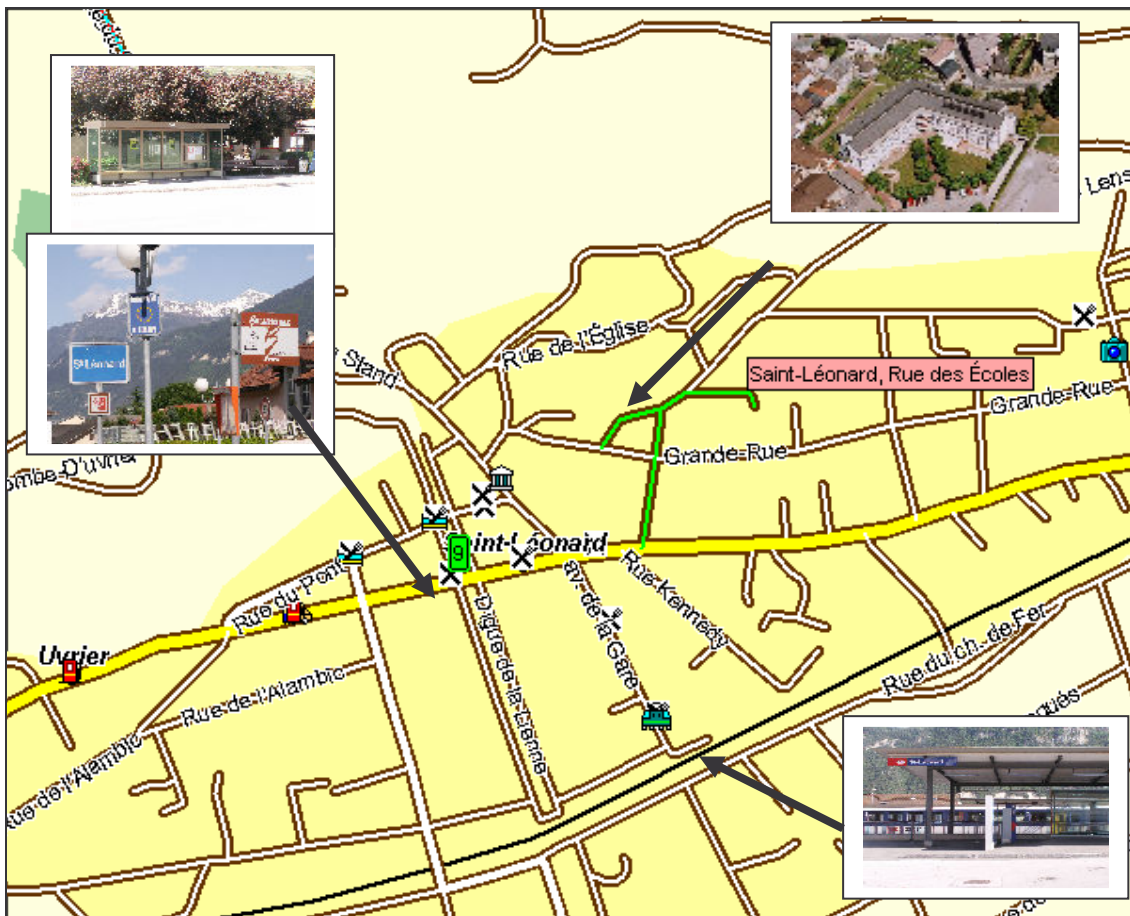 Lens
St Léonard
Stand
Rue de l'Église
Saint-Léonard, Rue des Écoles
Grande-Rue
Grande-Rue
ombe-D'uvrier
Saint-Léonard
9
Rue du Pont
av. de la Gare
Rue Kennedy
Digue de la Lienne
Rue du ch.-de-Fer
Uvrier
Rue de l'Alambic
Rue de l'Alambic